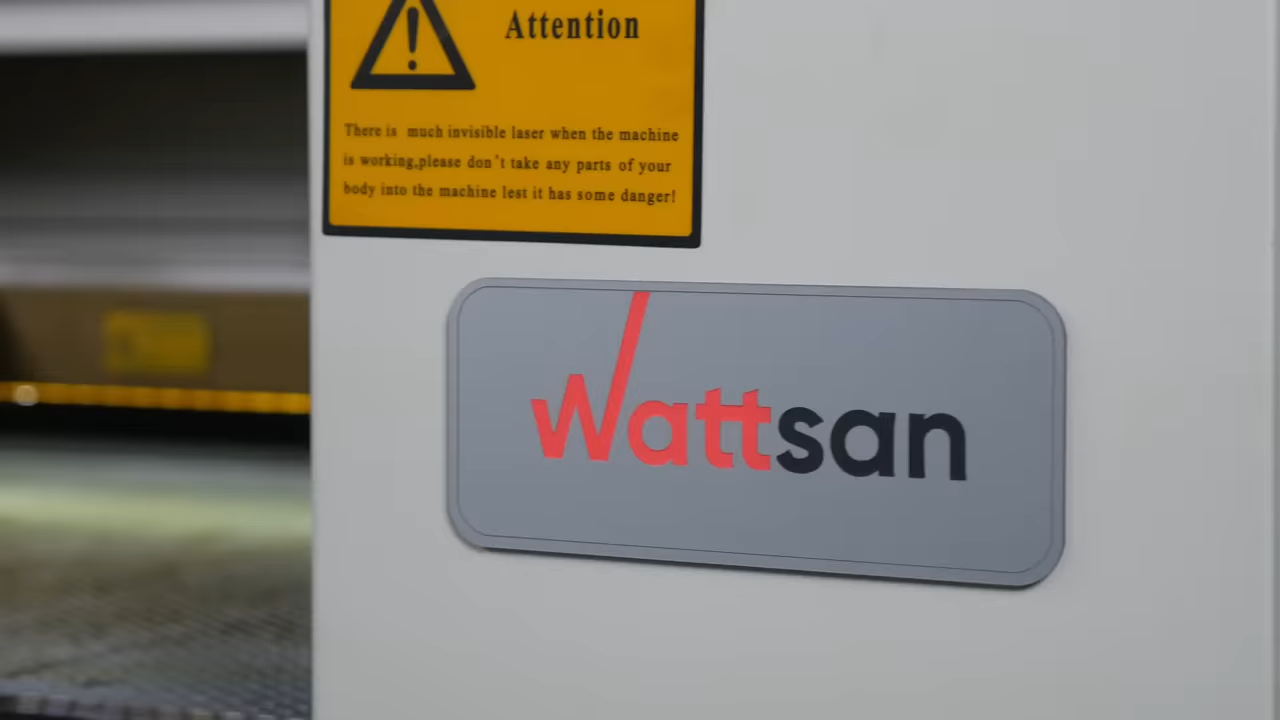 Attention
There is much invisible laser when the machine
is working,please don't take any parts of your
body into the machine lest it has some danger!
Wattsan